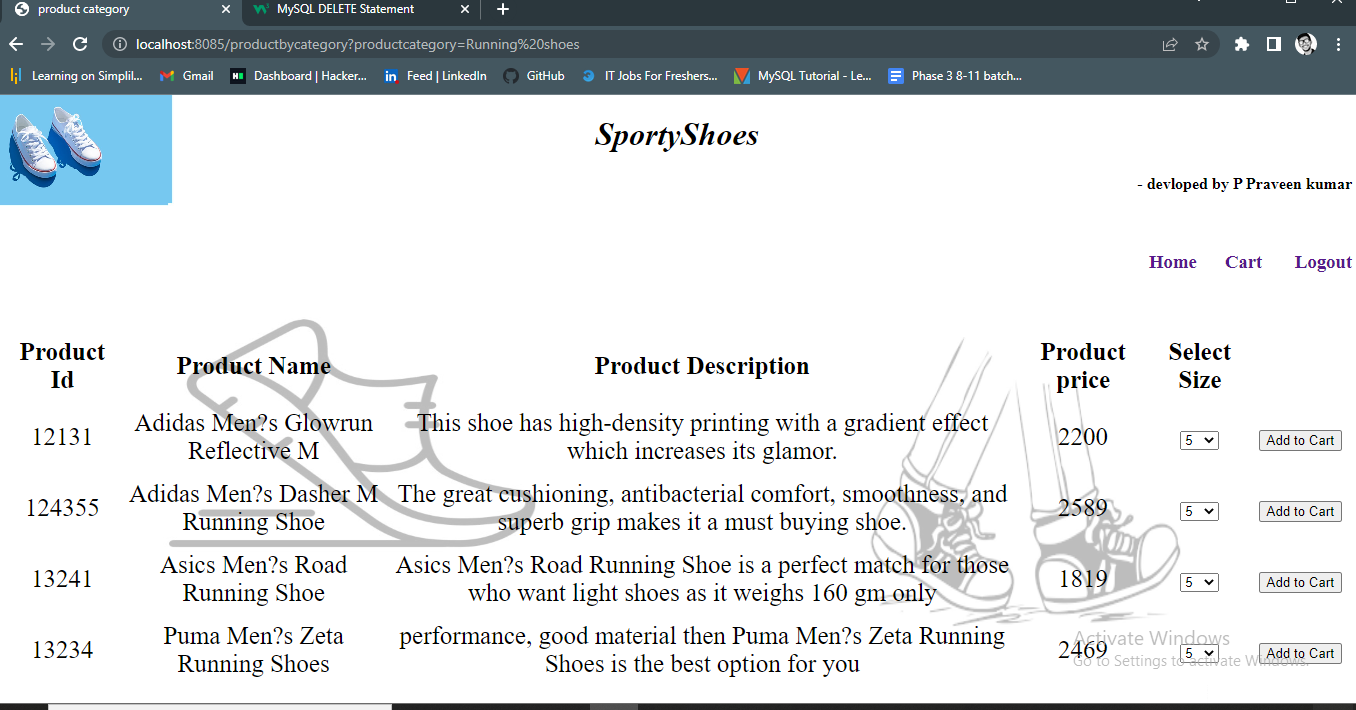 product category
MySQL DELETE Statement
localhost:8085/productbycategory?productcategory=Running%20shoes
Learning on Simplil...
Gmail
Dashboard | Hacker...
Feed | LinkedIn
GitHub
IT Jobs For Freshers...
MySQL Tutorial - Le...
Phase 3 8-11 batch...
SportyShoes
- devloped by P Praveen kumar
Home Cart Logout
Product Id Product Name Product Description Product price Select Size
12131 Adidas Men?s Glowrun Reflective M This shoe has high-density printing with a gradient effect which increases its glamor. 2200 5 Add to Cart
124355 Adidas Men?s Dasher M Running Shoe The great cushioning, antibacterial comfort, smoothness, and superb grip makes it a must buying shoe. 2589 5 Add to Cart
13241 Asics Men?s Road Running Shoe Asics Men?s Road Running Shoe is a perfect match for those who want light shoes as it weighs 160 gm only 1819 5 Add to Cart
13234 Puma Men?s Zeta Running Shoes performance, good material then Puma Men?s Zeta Running Shoes is the best option for you 2469 5 Add to Cart
Activate Windows
Go to Settings to activate Windows.